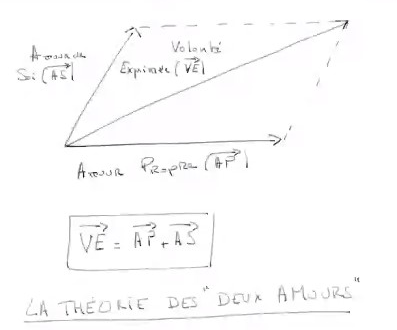 Amour de
Soi (AS)
Volonté
Exprimée (VE)
Amour Propre (AP)
VE = AP + AS
LA THÉORIE DES "DEUX AMOURS"